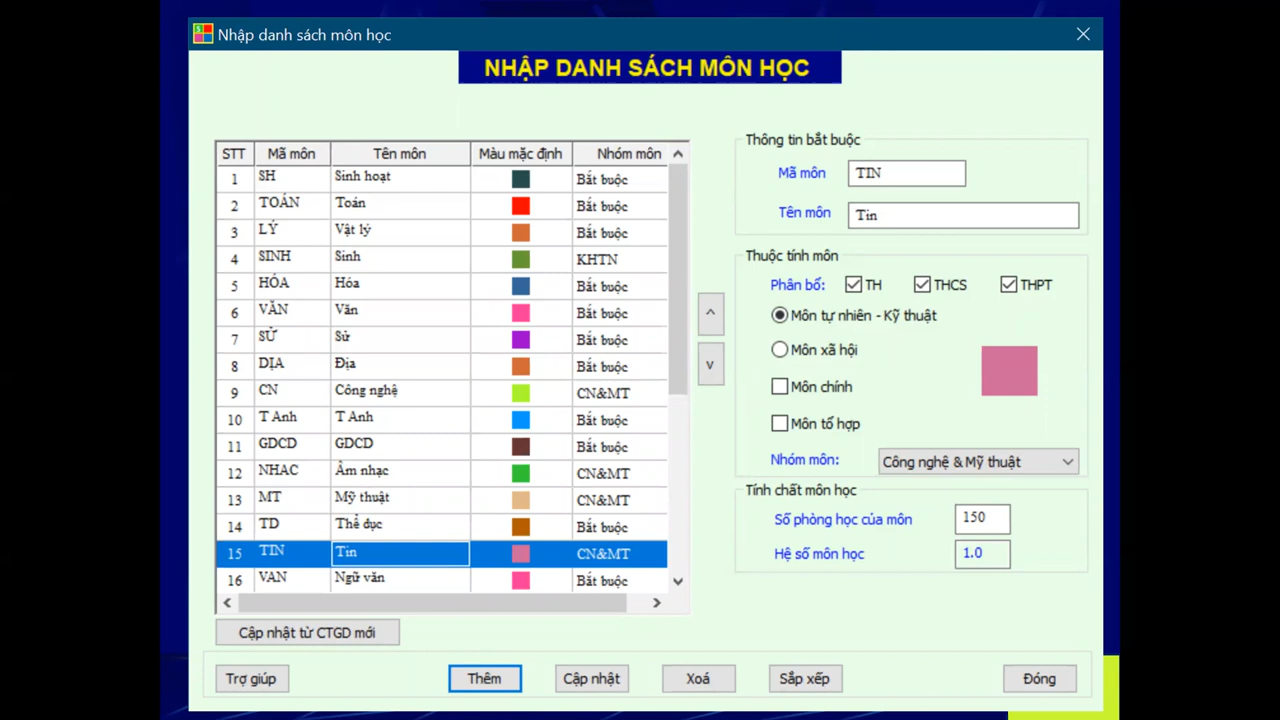 Nhập danh sách môn học
NHẬP DANH SÁCH MÔN HỌC
STT Mã môn Tên môn Màu mặc định Nhóm môn
1 SH Sinh hoạt Bắt buộc
2 TOÁN Toán Bắt buộc
3 LÝ Vật lý Bắt buộc
4 SINH Sinh KHTN
5 HÓA Hóa Bắt buộc
6 VĂN Văn Bắt buộc
7 SỬ Sử Bắt buộc
8 DỊA Địa Bắt buộc
9 CN Công nghệ CN&MT
10 T Anh T Anh Bắt buộc
11 GDCD GDCD Bắt buộc
12 NHAC Âm nhạc CN&MT
13 MT Mỹ thuật CN&MT
14 TD Thể dục Bắt buộc
15 TIN Tin CN&MT
16 VAN Ngữ văn Bắt buộc
Cập nhật từ CTGD mới
Thông tin bắt buộc
Mã môn TIN
Tên môn Tin
Thuộc tính môn
Phân bổ: TH THCS THPT
Môn tự nhiên - Kỹ thuật
Môn xã hội
Môn chính
Môn tổ hợp
Nhóm môn: Công nghệ & Mỹ thuật
Tính chất môn học
Số phòng học của môn 150
Hệ số môn học 1.0
Trợ giúp Thêm Cập nhật Xoá Sắp xếp Đóng